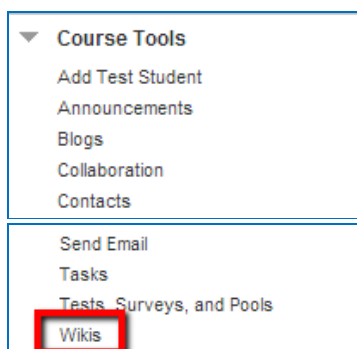 Course Tools
Add Test Student
Announcements
Blogs
Collaboration
Contacts
Send Email
Tasks
Tests, Surveys, and Pools
Wikis